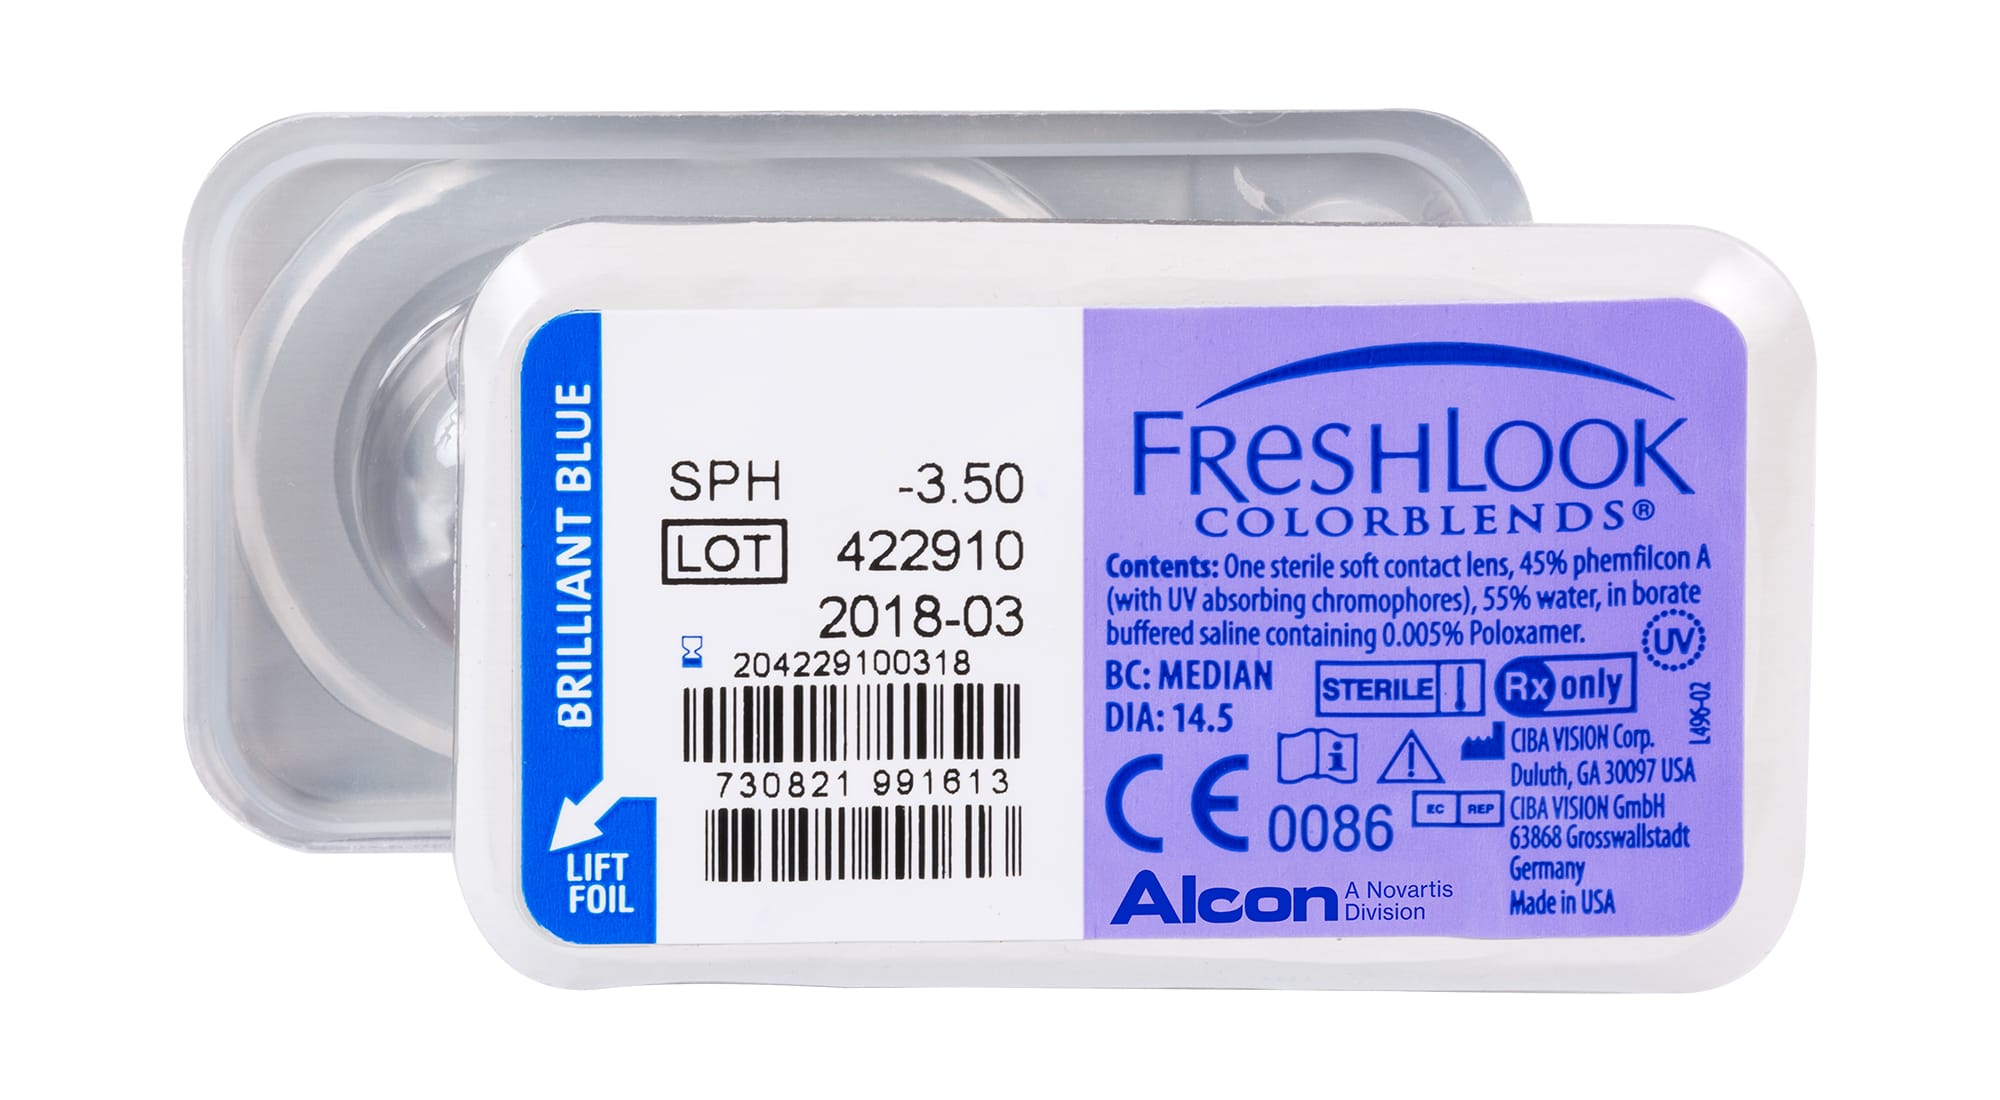 BRILLIANT BLUE
LIFT
FOIL
SPH -3.50
LOT 422910
2018-03
204229100318
730821 991613
FRESHLOOK
COLORBLENDS®
Contents: One sterile soft contact lens, 45% phemfilcon A
(with UV absorbing chromophores), 55% water, in borate
buffered saline containing 0.005% Poloxamer.
UV
BC: MEDIAN
DIA: 14.5
STERILE
Rx only
L496-02
CE 0086
i
EC REP
CIBA VISION Corp.
Duluth, GA 30097 USA
CIBA VISION GmbH
63868 Grosswallstadt
Germany
Made in USA
Alcon
A Novartis
Division